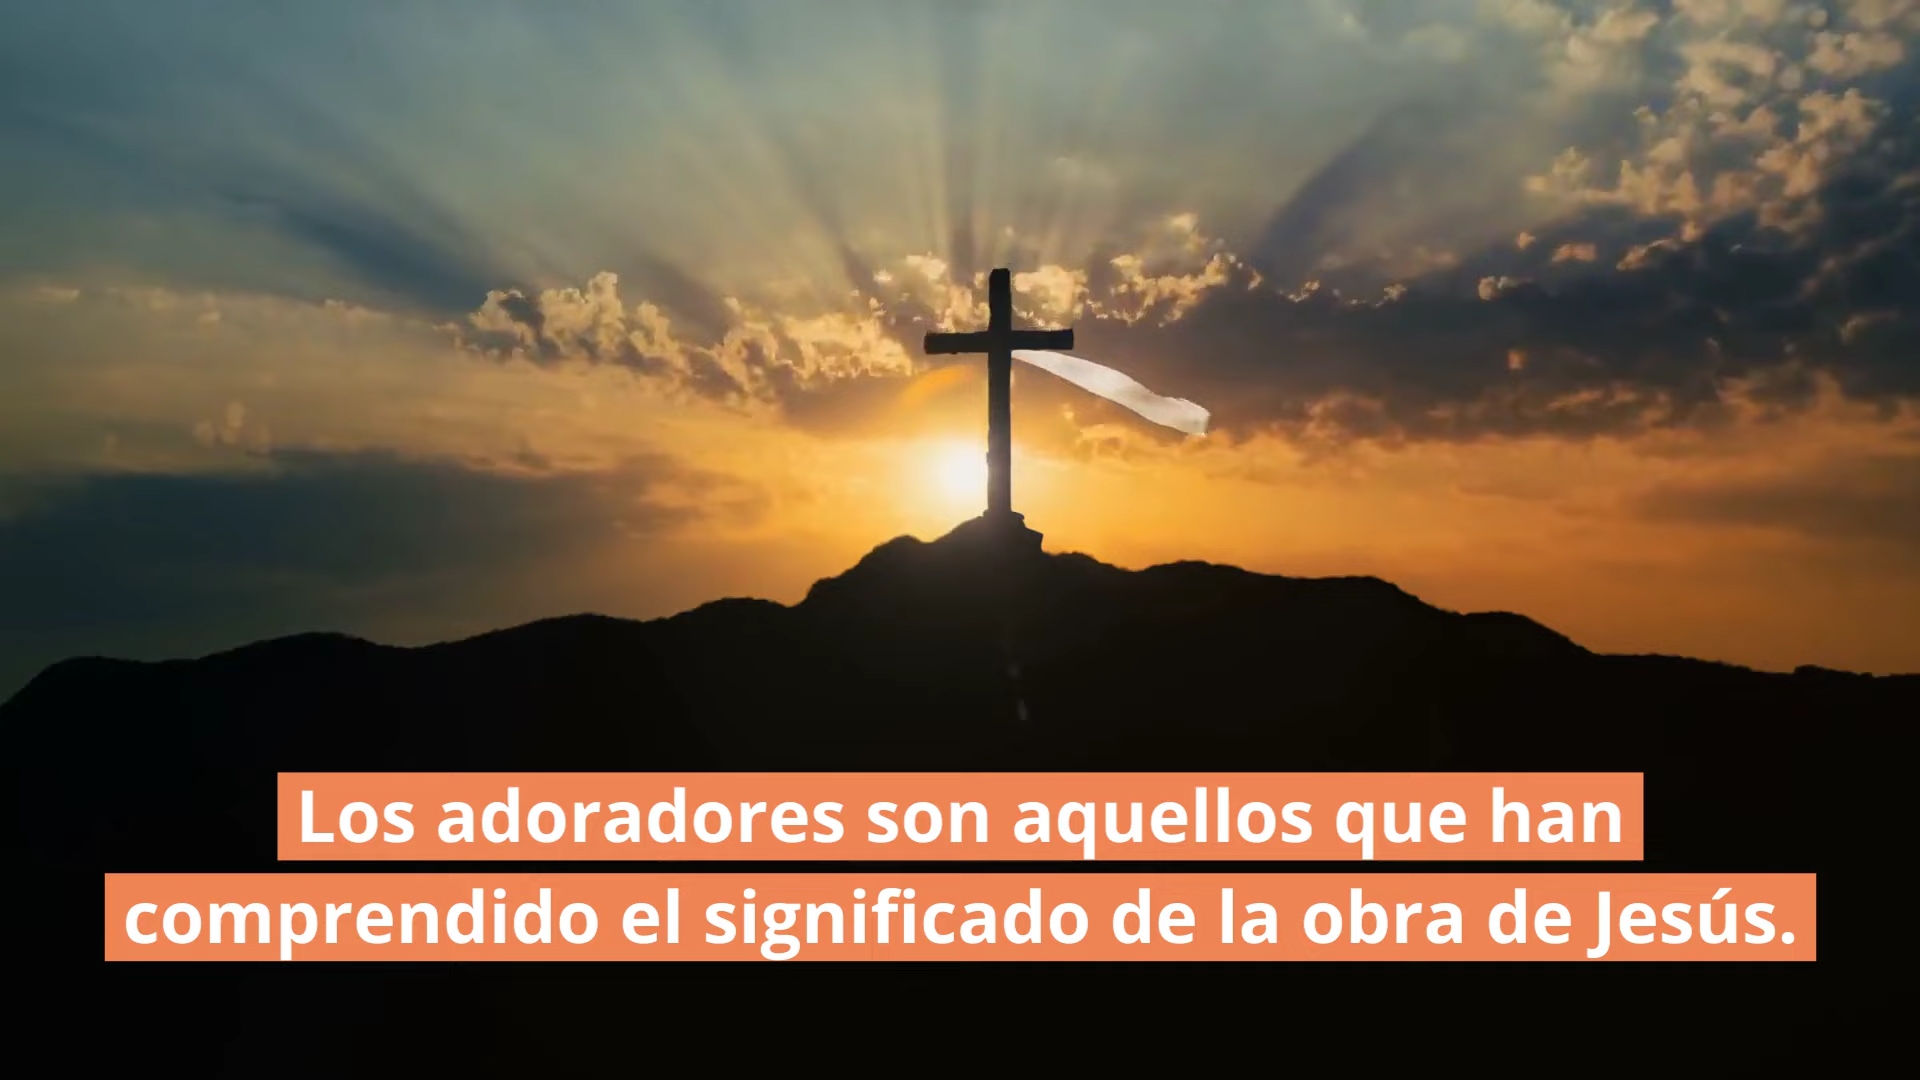 Los adoradores son aquellos que han
comprendido el significado de la obra de Jesús.